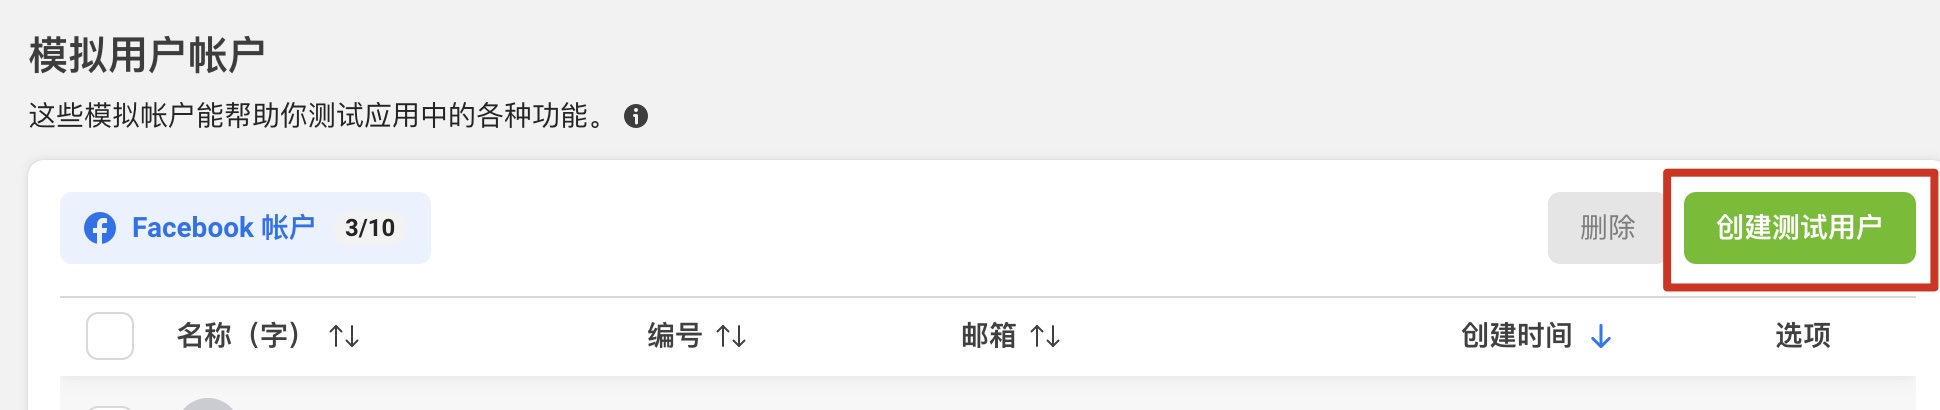 模拟用户帐户
这些模拟帐户能帮助你测试应用中的各种功能。
Facebook 帐户 3/10 删除 创建测试用户
名称（字） ↑↓ 编号 ↑↓ 邮箱 ↑↓ 创建时间 ↓ 选项